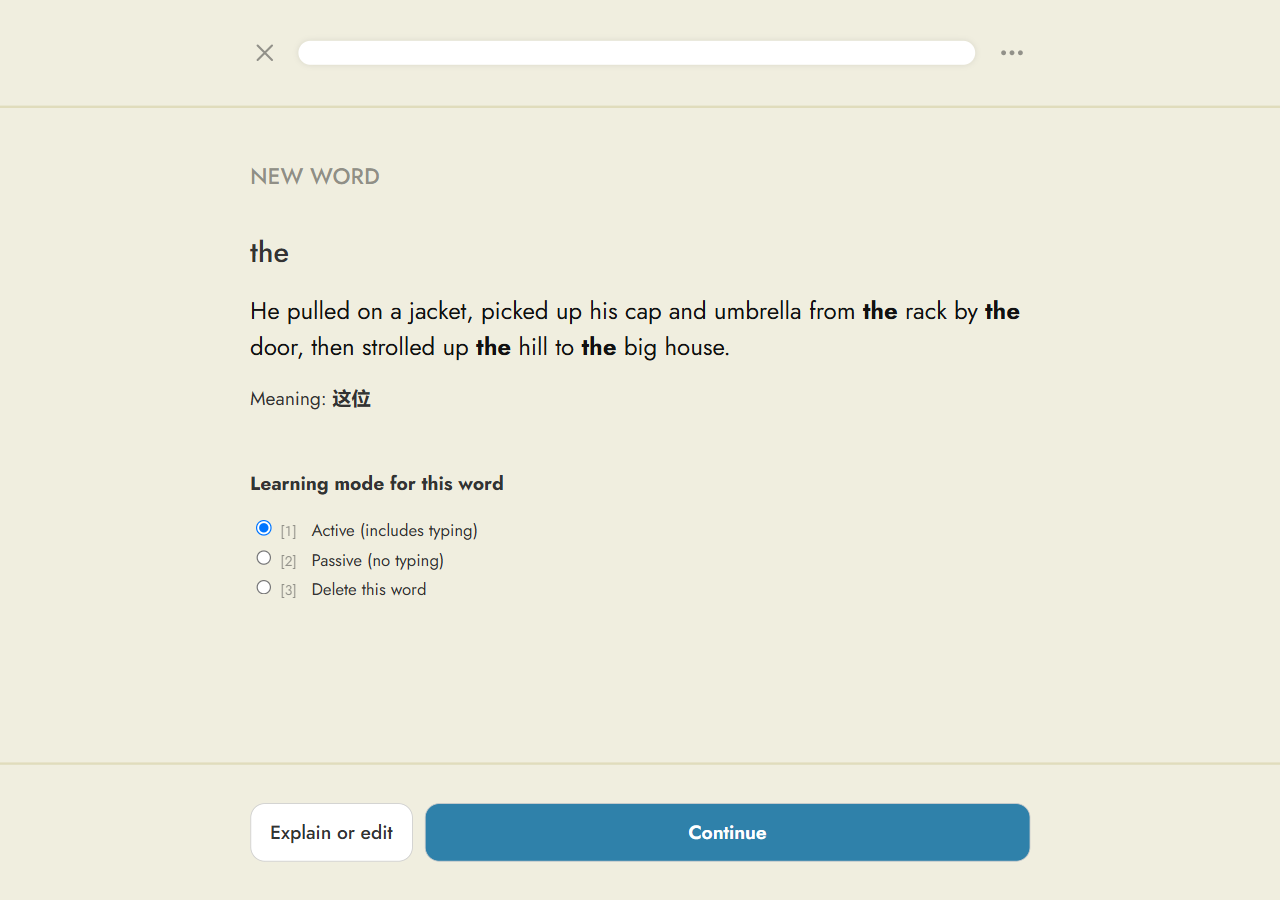 NEW WORD
the
He pulled on a jacket, picked up his cap and umbrella from the rack by the
door, then strolled up the hill to the big house.
Meaning: 这位
Learning mode for this word
[1] Active (includes typing)
[2] Passive (no typing)
[3] Delete this word
Explain or edit
Continue